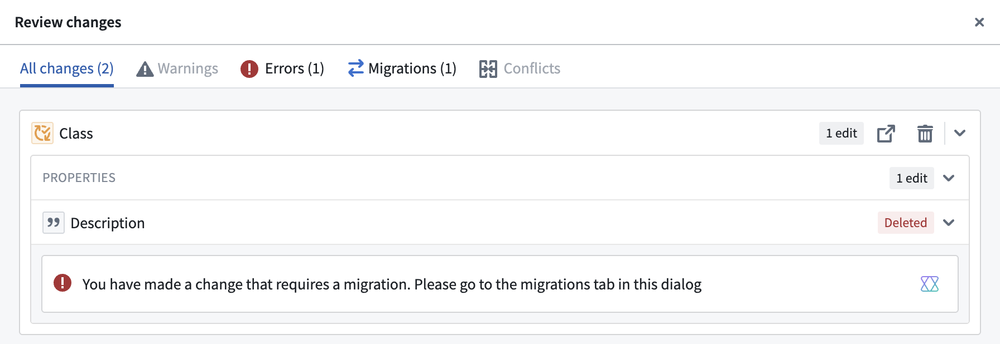 Review changes
All changes (2) Warnings Errors (1) Migrations (1) Conflicts
Class 1 edit
PROPERTIES 1 edit
Description Deleted
You have made a change that requires a migration. Please go to the migrations tab in this dialog